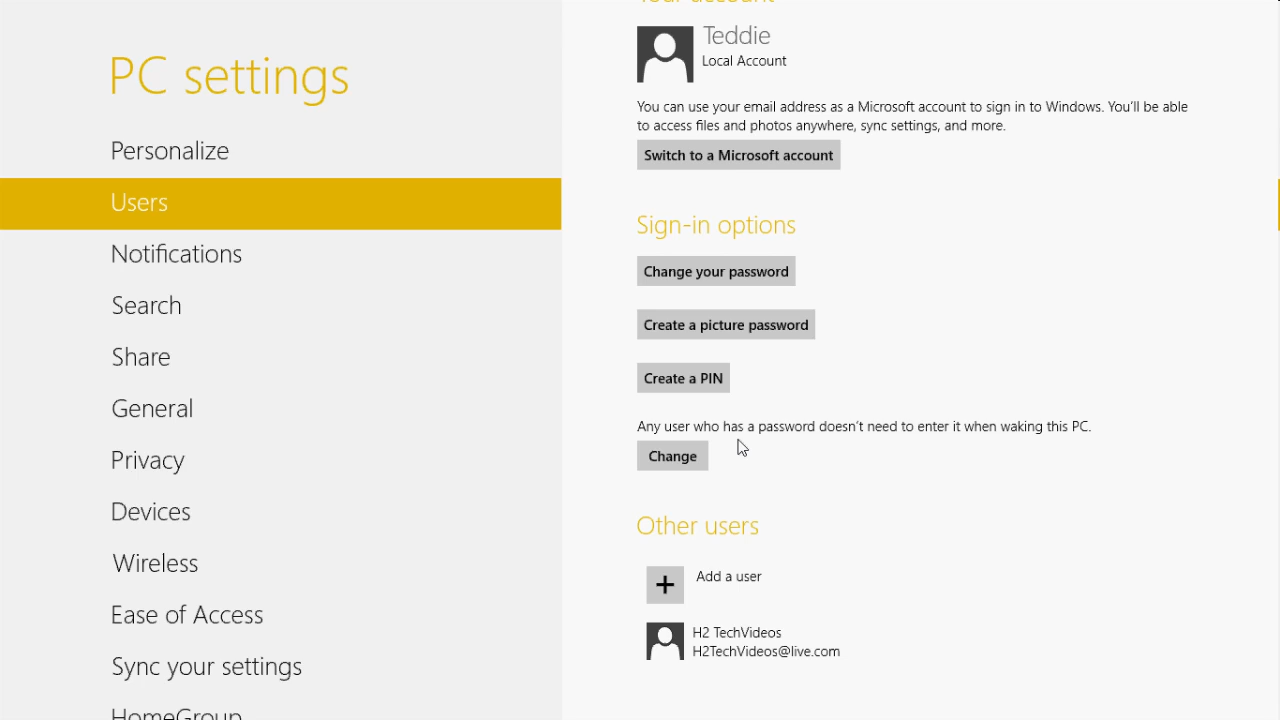 PC settings
Personalize
Users
Notifications
Search
Share
General
Privacy
Devices
Wireless
Ease of Access
Sync your settings
HomeGroup
Your account
Teddie
Local Account
You can use your email address as a Microsoft account to sign in to Windows. You'll be able
to access files and photos anywhere, sync settings, and more.
Switch to a Microsoft account
Sign-in options
Change your password
Create a picture password
Create a PIN
Any user who has a password doesn't need to enter it when waking this PC.
Change
Other users
Add a user
H2 TechVideos
H2TechVideos@live.com